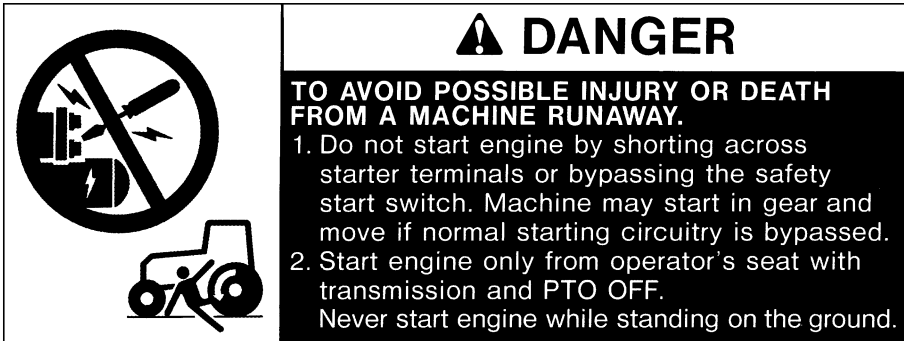 DANGER
TO AVOID POSSIBLE INJURY OR DEATH
FROM A MACHINE RUNAWAY.
1. Do not start engine by shorting across
starter terminals or bypassing the safety
start switch. Machine may start in gear and
move if normal starting circuitry is bypassed.
2. Start engine only from operator's seat with
transmission and PTO OFF.
Never start engine while standing on the ground.